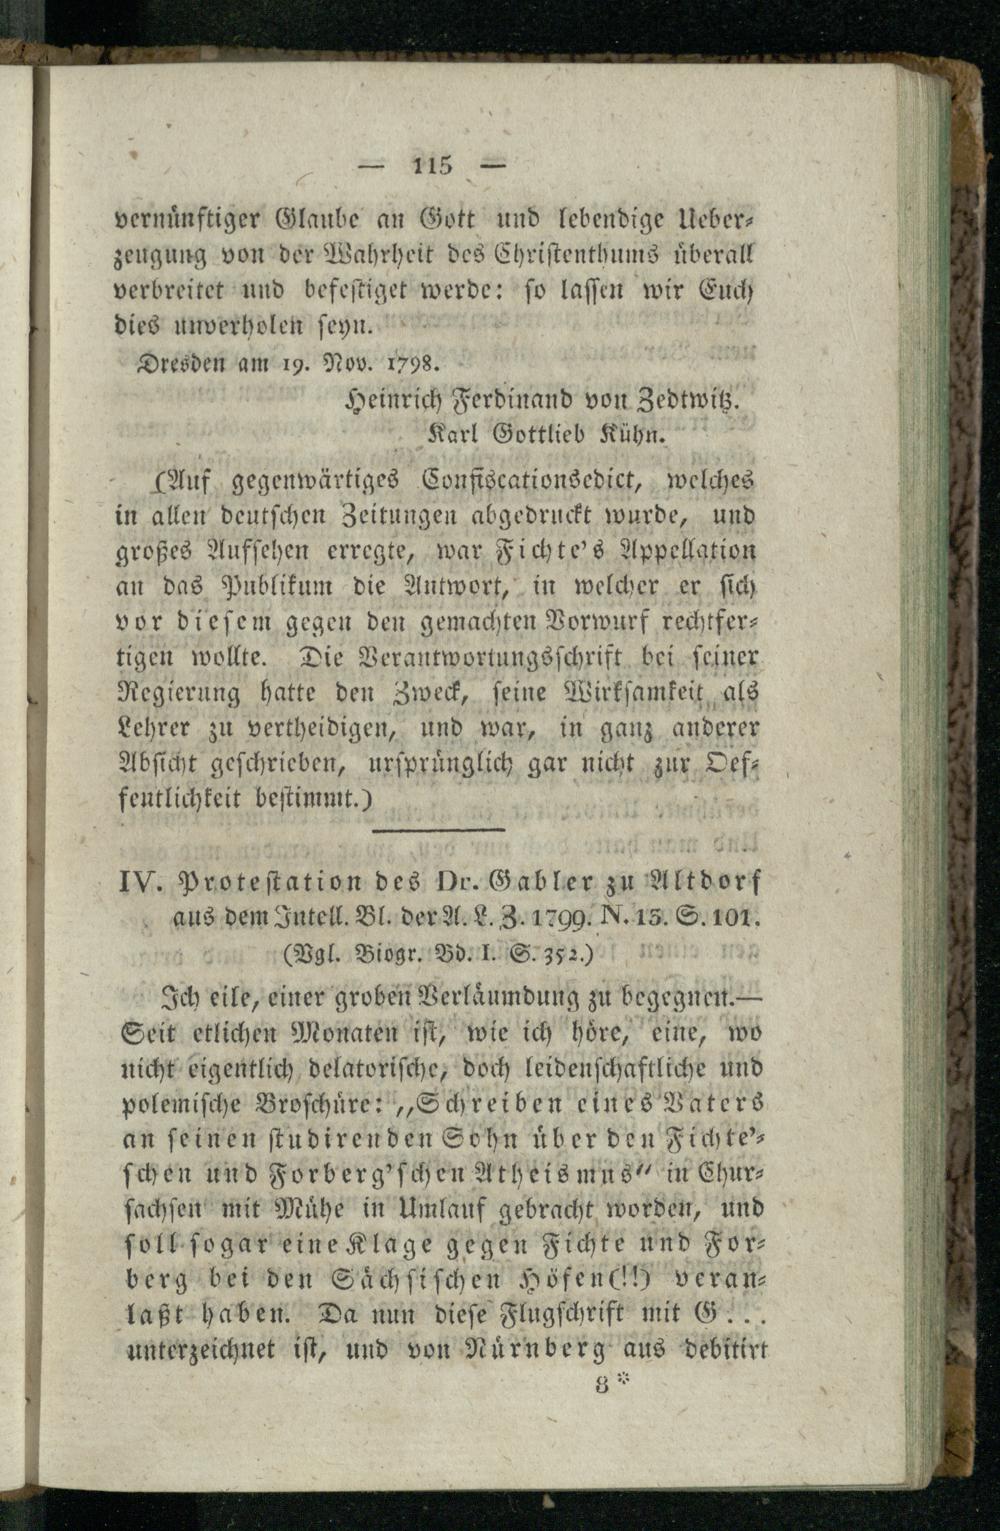 — 115 —
vernünftiger Glaube an Gott und lebendige Ueber-
zeugung von der Wahrheit des Christenthums überall
verbreitet und befestiget werde: so lassen wir Euch
dies unverholen seyn.
Dresden am 19. Nov. 1798.
Heinrich Ferdinand von Zedtwitz.
Karl Gottlieb Kühn.
(Auf gegenwärtiges Confiscationsedict, welches
in allen deutschen Zeitungen abgedruckt wurde, und
großes Aufsehen erregte, war Fichte's Appellation
an das Publikum die Antwort, in welcher er sich
vor diesem gegen den gemachten Vorwurf rechtfer-
tigen wollte. Die Verantwortungsschrift bei seiner
Regierung hatte den Zweck, seine Wirksamkeit als
Lehrer zu vertheidigen, und war, in ganz anderer
Absicht geschrieben, ursprünglich gar nicht zur Oef-
fentlichkeit bestimmt.)
IV. Protestation des Dr. Gabler zu Altdorf
aus dem Intell. Bl. der A. L. Z. 1799. N. 13. S. 101.
(Vgl. Biogr. Bd. I. S. 352.)
Ich eile, einer groben Verläumdung zu begegnen.—
Seit etlichen Monaten ist, wie ich höre, eine, wo
nicht eigentlich delatorische, doch leidenschaftliche und
polemische Broschüre: „Schreiben eines Vaters
an seinen studirenden Sohn über den Fichte'-
schen und Forberg'schen Atheismus“ in Chur-
sachsen mit Mühe in Umlauf gebracht worden, und
soll sogar eine Klage gegen Fichte und For-
berg bei den Sächsischen Höfen(!!) veran-
laßt haben. Da nun diese Flugschrift mit G...
unterzeichnet ist, und von Nürnberg aus debitirt
8*